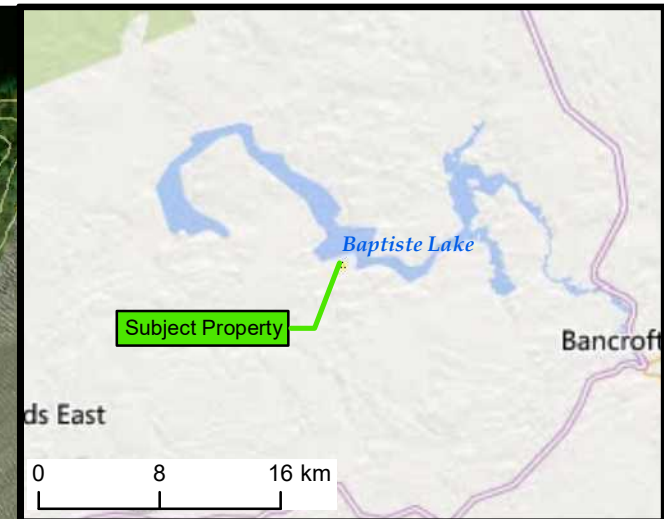 Baptiste Lake
Subject Property
Bancroft
ds East
0 8 16 km